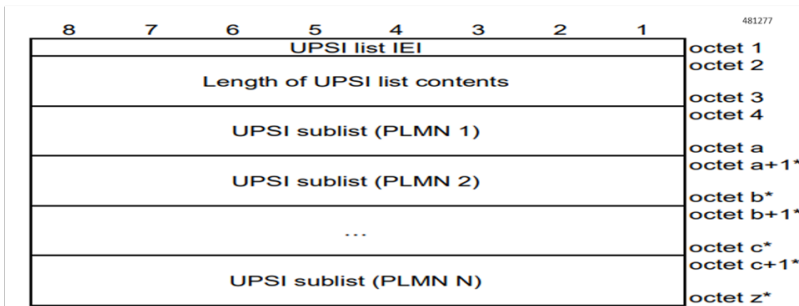 481277
8 7 6 5 4 3 2 1
UPSI list IEI octet 1
octet 2
Length of UPSI list contents
octet 3
octet 4
UPSI sublist (PLMN 1)
octet a
octet a+1*
UPSI sublist (PLMN 2)
octet b*
octet b+1*
...
octet c*
octet c+1*
UPSI sublist (PLMN N)
octet z*